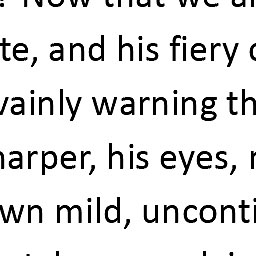 Now that we
te, and his fiery
vainly warning th
harper, his eyes,
wn mild, unconti